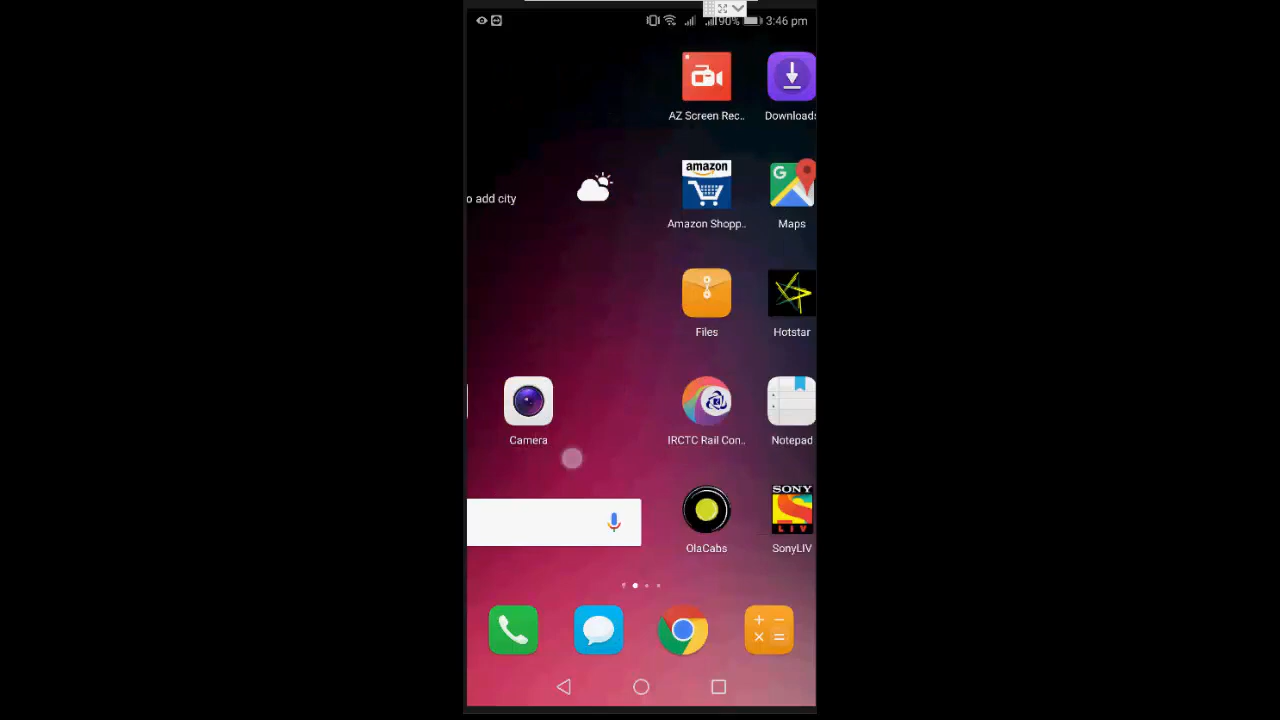 90% 3:46 pm
AZ Screen Rec..
Downloads
amazon
G
o add city
Amazon Shopp..
Maps
Files
Hotstar
Camera
IRCTC Rail Con..
Notepad
SONY
LIV
OlaCabs
SonyLIV